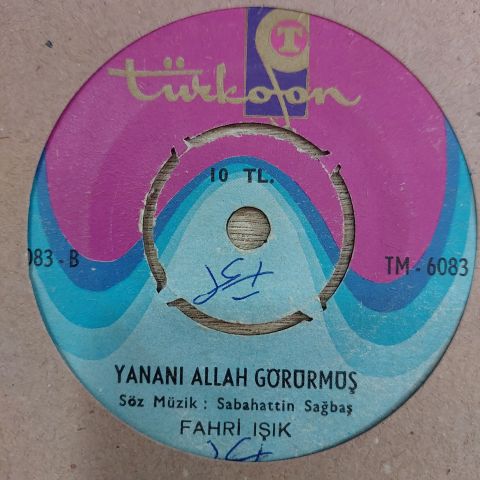 T
türkofon
10 TL.
083 - B
TM - 6083
YANANI ALLAH GÖRÜRMÜŞ
Söz Müzik : Sabahattin Sağbaş
FAHRİ IŞIK